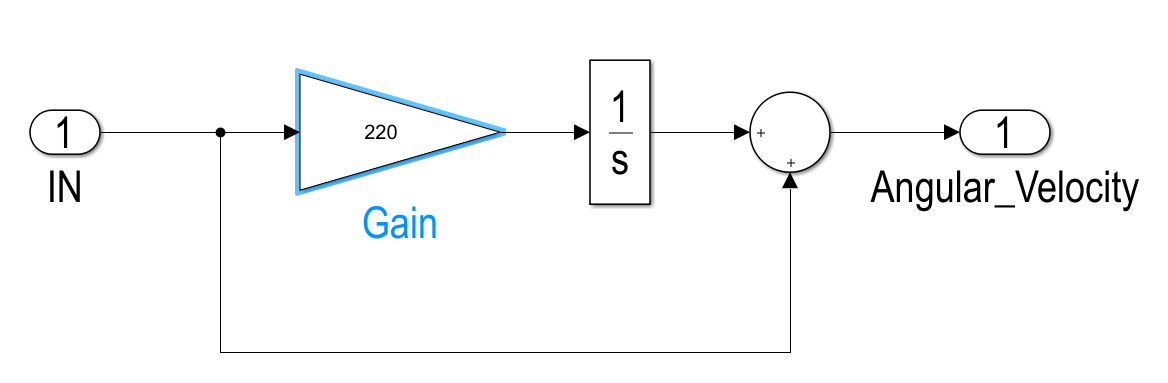 1
IN
220
Gain
1
s
+
+
1
Angular_Velocity